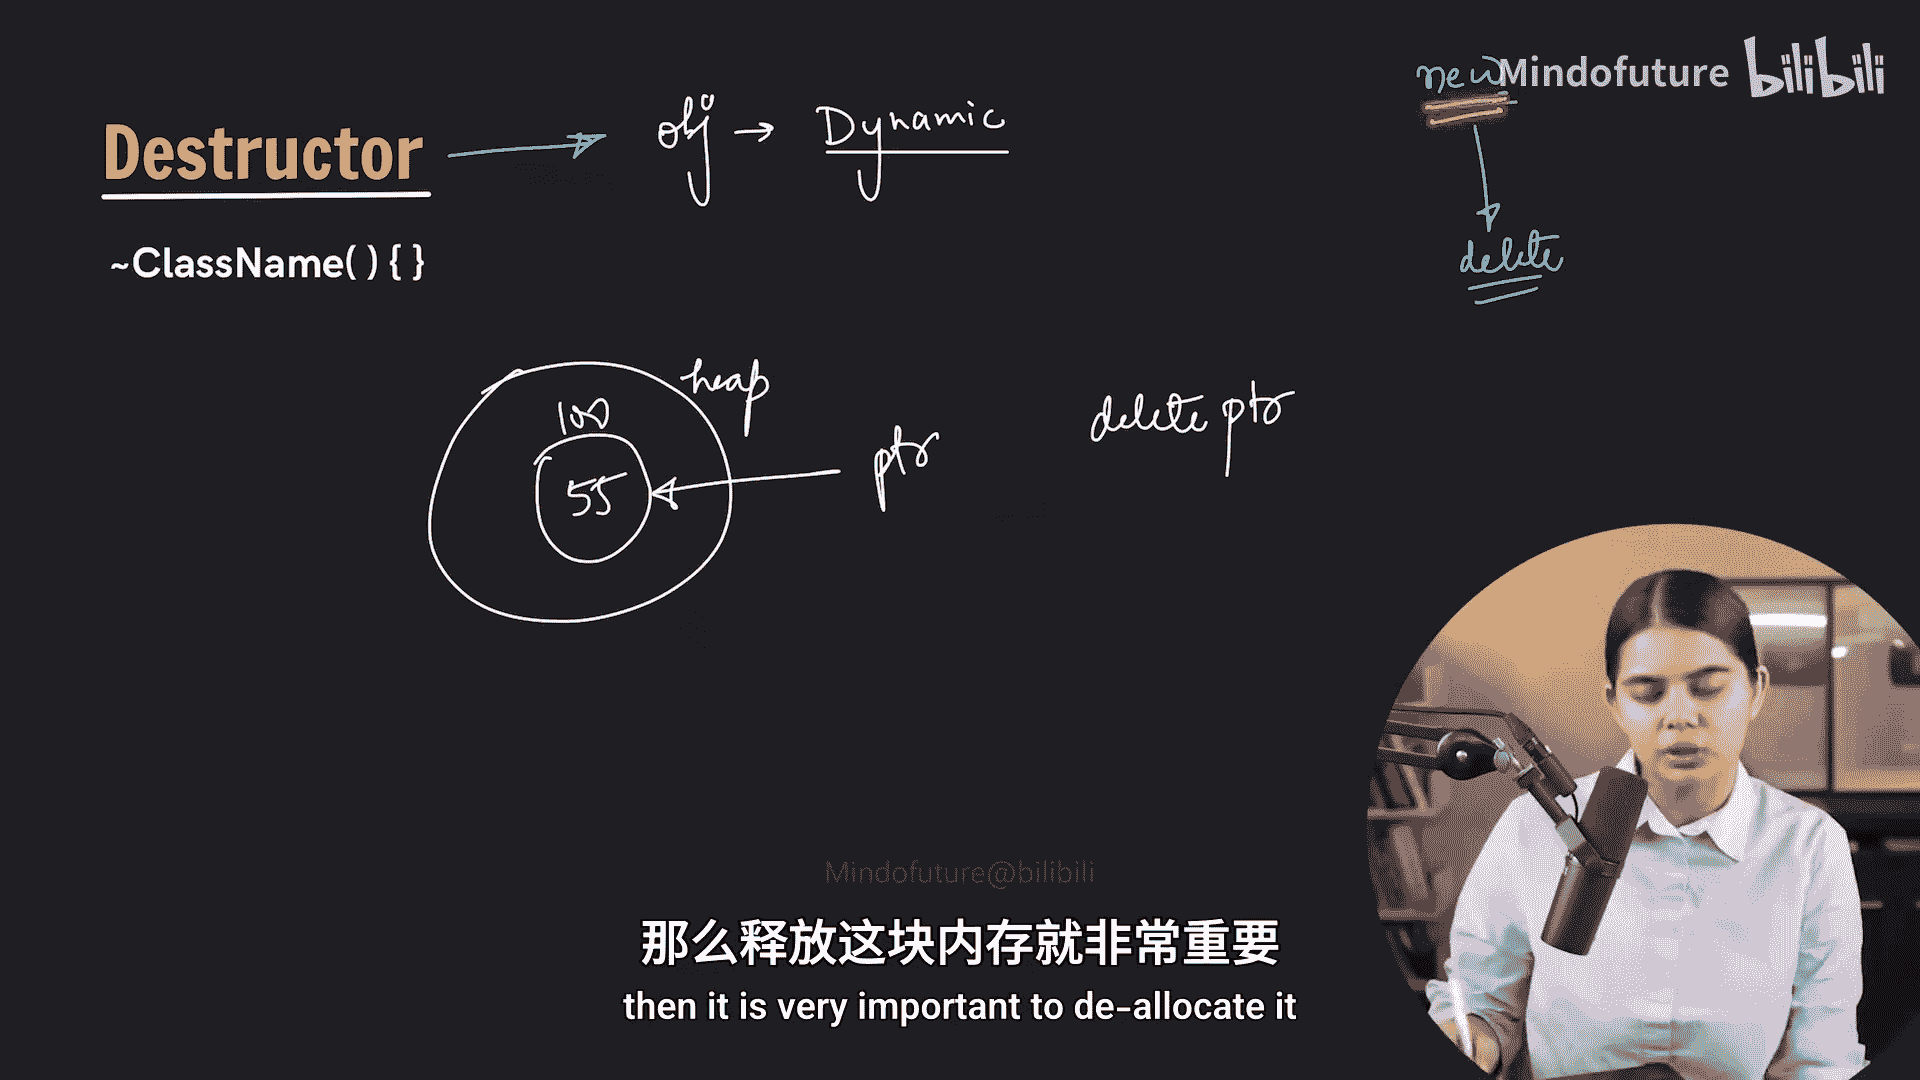 new Mindofuture bilibili
Destructor obj → Dynamic
~ClassName( ) { }
delete
heap
100
55
ptr
delete ptr
Mindofuture@bilibili
那么释放这块内存就非常重要
then it is very important to de-allocate it